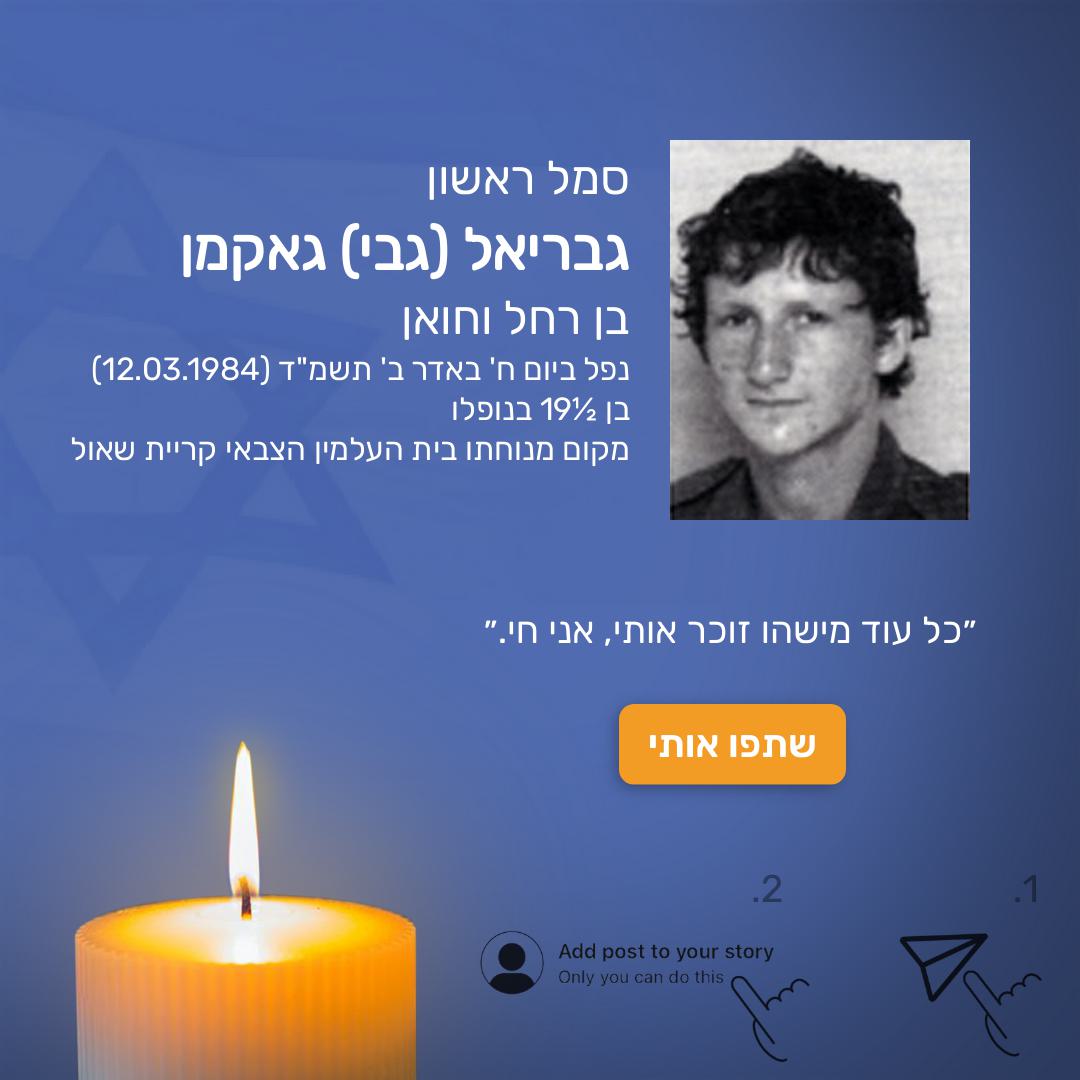 סמל ראשון
גבריאל (גבי) גאקמן
בן רחל וחואן
נפל ביום ח' באדר ב' תשמ"ד (12.03.1984)
בן 19½ בנופלו
מקום מנוחתו בית העלמין הצבאי קריית שאול
״כל עוד מישהו זוכר אותי, אני חי.״
שתפו אותי
1.
2.
Add post to your story
Only you can do this